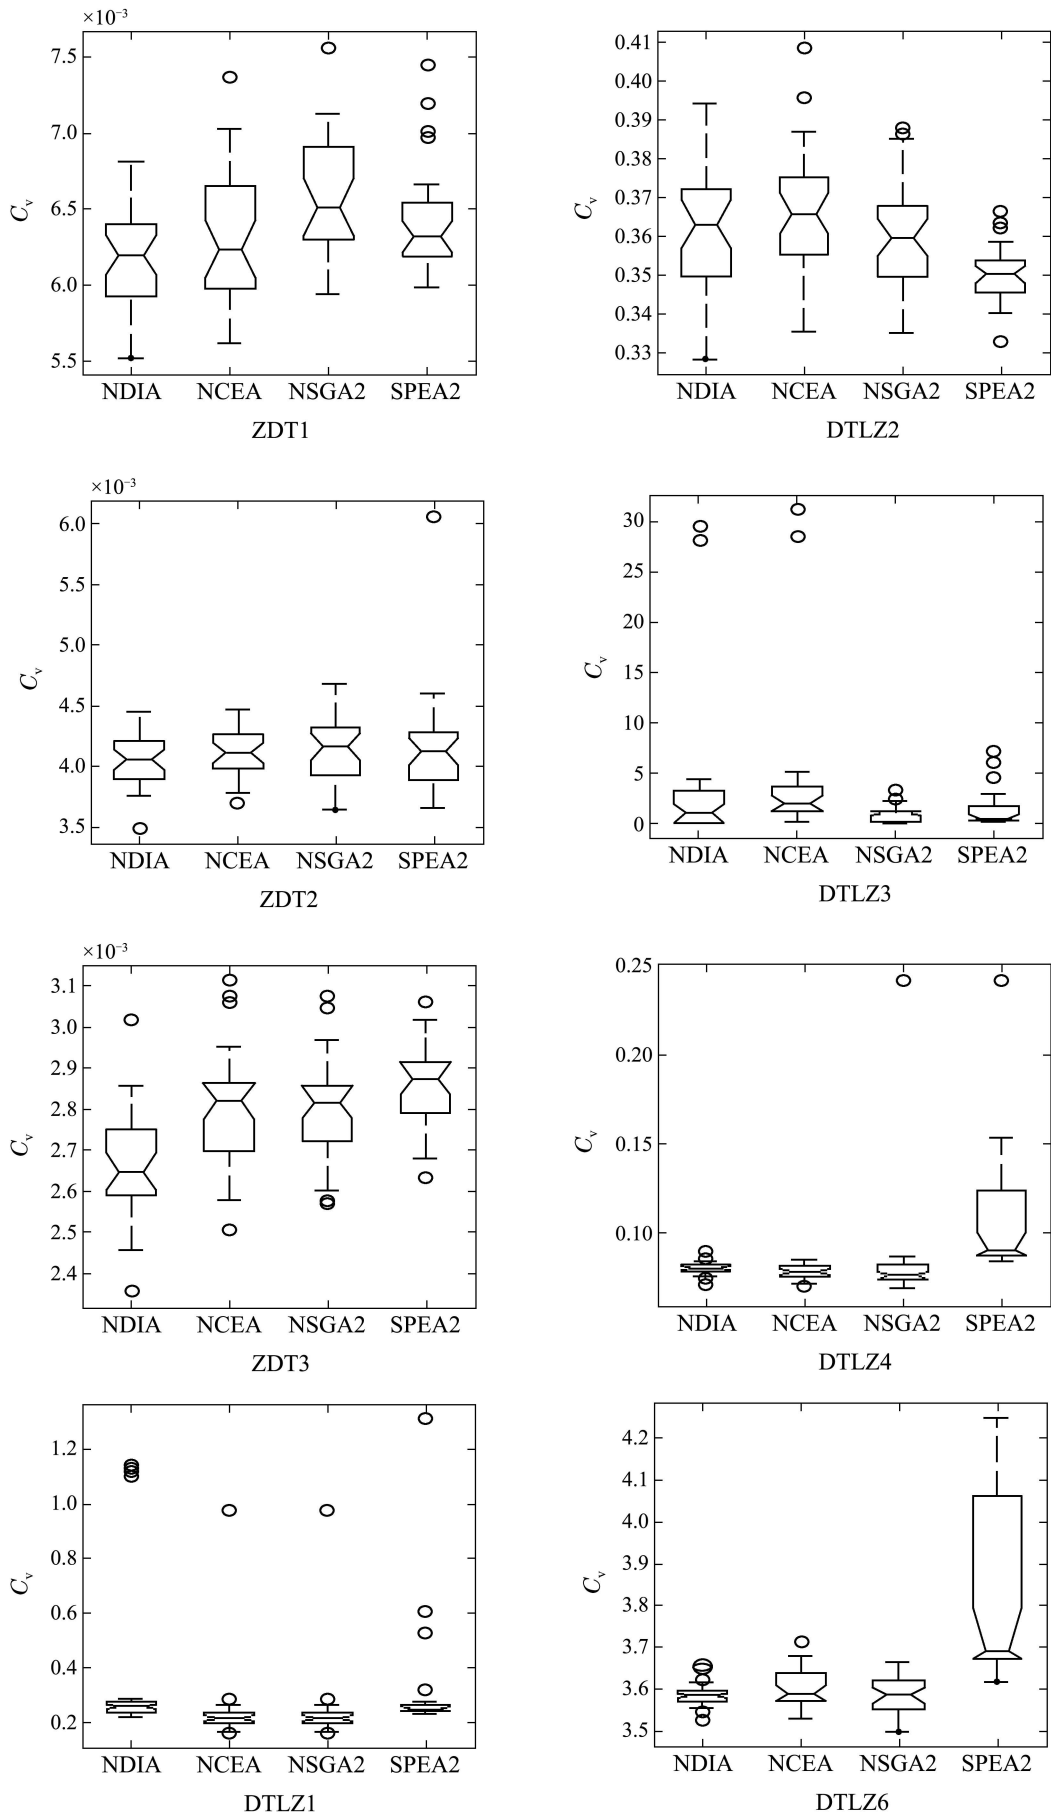 ×10⁻³
7.5
7.0
6.5
6.0
5.5
Cᵥ
NDIA NCEA NSGA2 SPEA2
ZDT1
0.41
0.40
0.39
0.38
0.37
0.36
0.35
0.34
0.33
Cᵥ
NDIA NCEA NSGA2 SPEA2
DTLZ2
×10⁻³
6.0
5.5
5.0
4.5
4.0
3.5
Cᵥ
NDIA NCEA NSGA2 SPEA2
ZDT2
30
25
20
15
10
5
0
Cᵥ
NDIA NCEA NSGA2 SPEA2
DTLZ3
×10⁻³
3.1
3.0
2.9
2.8
2.7
2.6
2.5
2.4
Cᵥ
NDIA NCEA NSGA2 SPEA2
ZDT3
0.25
0.20
0.15
0.10
Cᵥ
NDIA NCEA NSGA2 SPEA2
DTLZ4
1.2
1.0
0.8
0.6
0.4
0.2
Cᵥ
NDIA NCEA NSGA2 SPEA2
DTLZ1
4.2
4.1
4.0
3.9
3.8
3.7
3.6
3.5
Cᵥ
NDIA NCEA NSGA2 SPEA2
DTLZ6